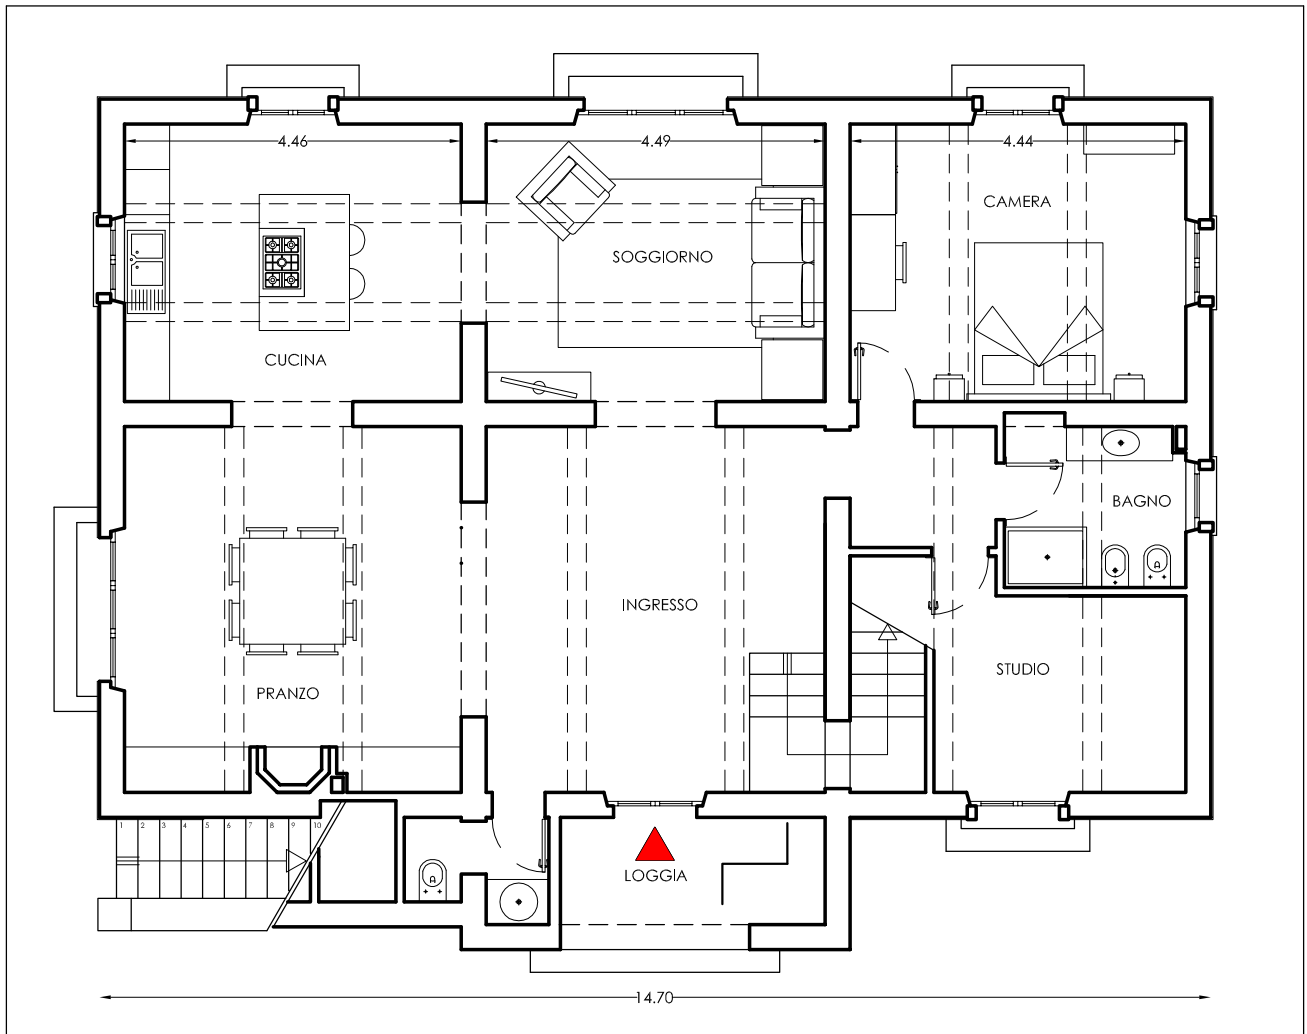 4.46
4.49
4.44
CAMERA
SOGGIORNO
CUCINA
BAGNO
INGRESSO
STUDIO
PRANZO
1 2 3 4 5 6 7 8 9 10
LOGGIA
14.70